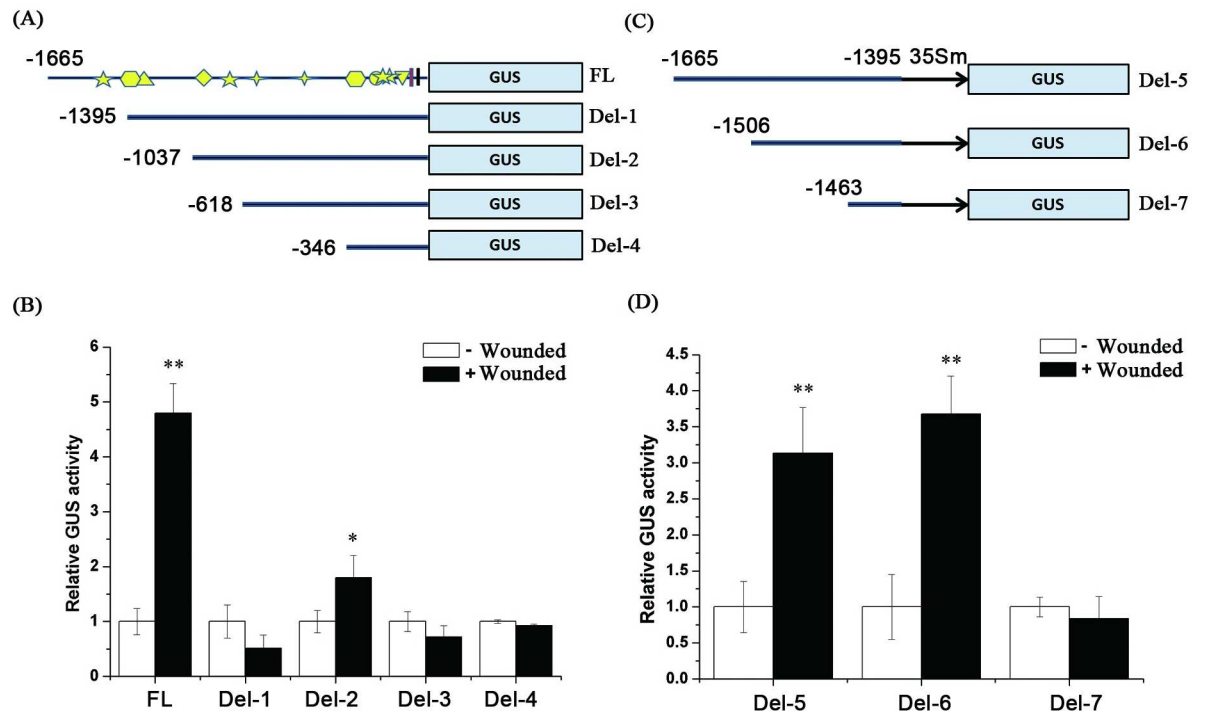 (A)
-1665
GUS
FL
-1395
GUS
Del-1
-1037
GUS
Del-2
-618
GUS
Del-3
-346
GUS
Del-4
(C)
-1665
-1395 35Sm
GUS
Del-5
-1506
GUS
Del-6
-1463
GUS
Del-7
(B)
- Wounded
+ Wounded
Relative GUS activity
6
5
4
3
2
1
0
**
*
FL Del-1 Del-2 Del-3 Del-4
(D)
- Wounded
+ Wounded
Relative GUS activity
4.5
4.0
3.5
3.0
2.5
2.0
1.5
1.0
0.5
0.0
**
**
Del-5 Del-6 Del-7